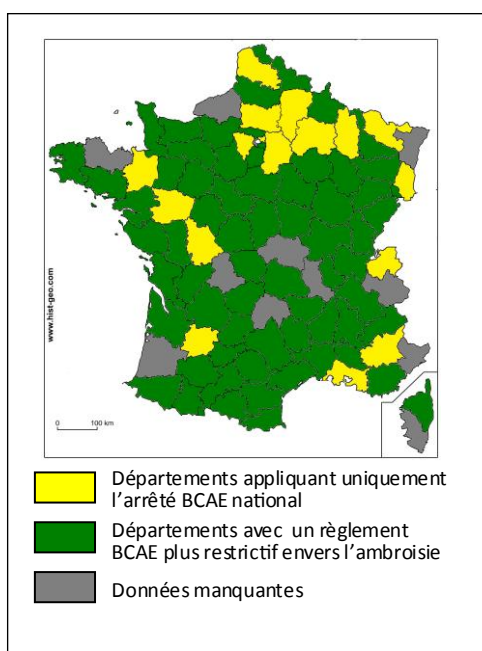 www.hist-geo.com
0 100 km
Départements appliquant uniquement
l’arrêté BCAE national
Départements avec un règlement
BCAE plus restrictif envers l’ambroisie
Données manquantes